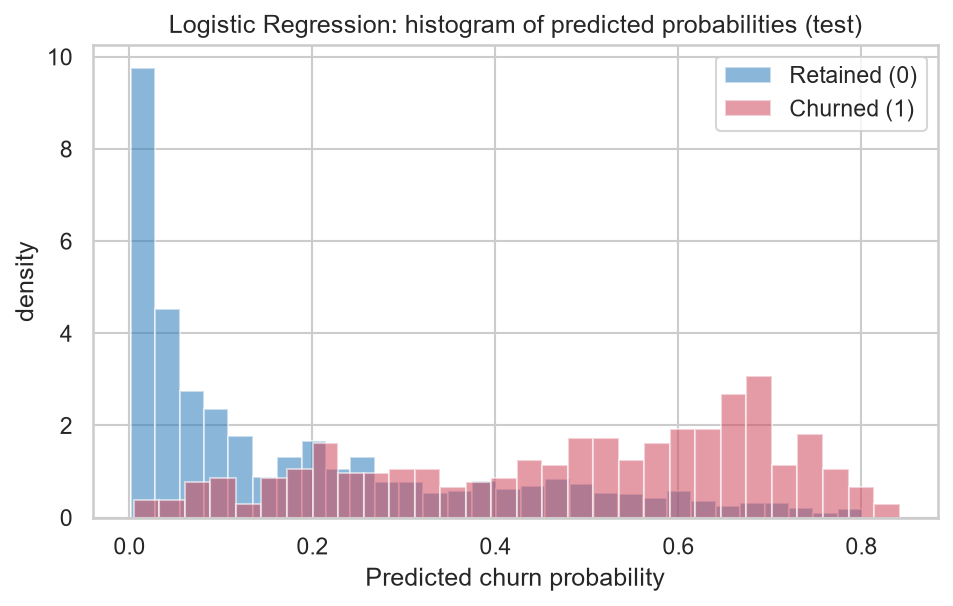 Logistic Regression: histogram of predicted probabilities (test)
Retained (0)
Churned (1)
density
10
8
6
4
2
0
0.0 0.2 0.4 0.6 0.8
Predicted churn probability